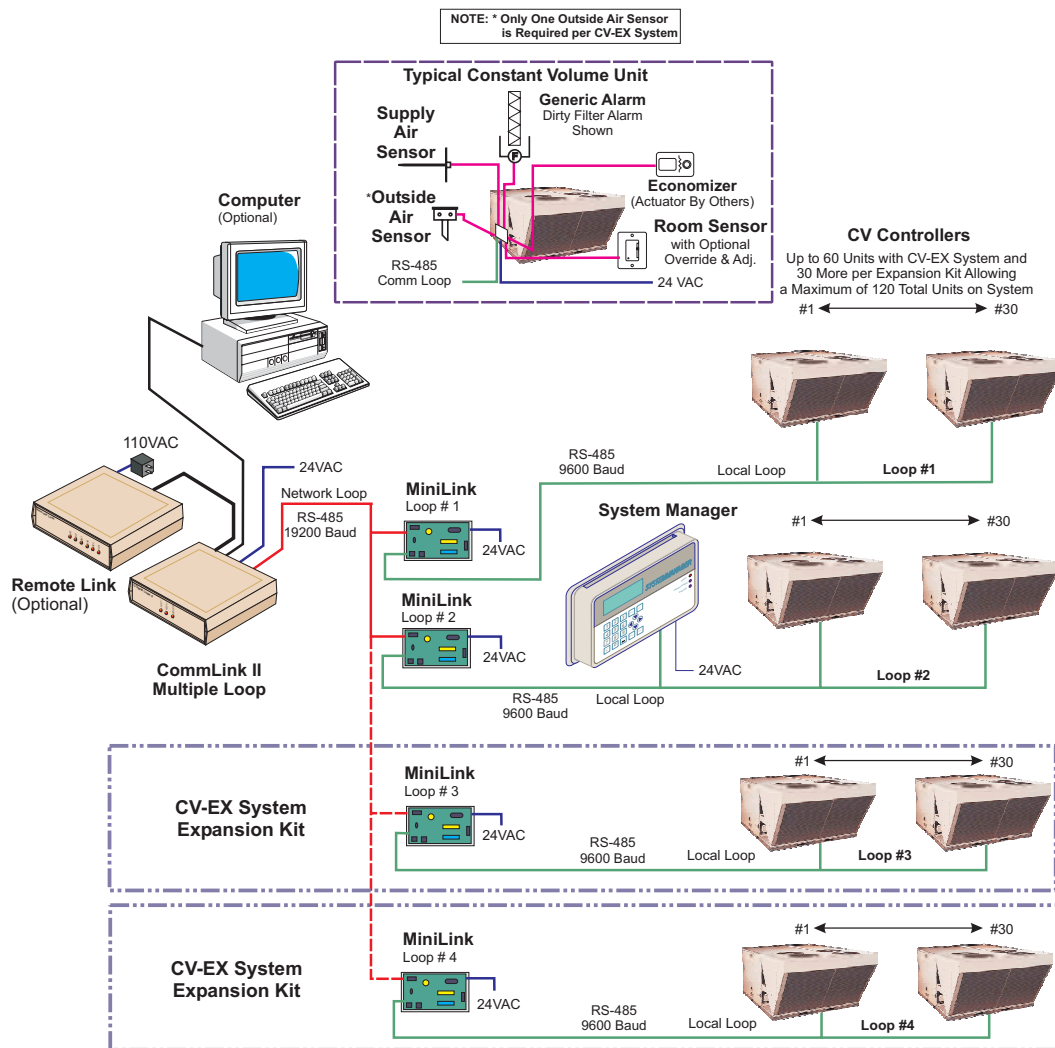 NOTE: * Only One Outside Air Sensor
is Required per CV-EX System
Typical Constant Volume Unit
Generic Alarm
Dirty Filter Alarm
Shown
Supply
Air
Sensor
F
Economizer
(Actuator By Others)
*Outside
Air
Sensor
Room Sensor
with Optional
Override & Adj.
RS-485
Comm Loop
24 VAC
Computer
(Optional)
CV Controllers
Up to 60 Units with CV-EX System and
30 More per Expansion Kit Allowing
a Maximum of 120 Total Units on System
#1
#30
110VAC
24VAC
Network Loop
RS-485
19200 Baud
MiniLink
Loop # 1
24VAC
RS-485
9600 Baud
Local Loop
Loop #1
Remote Link
(Optional)
CommLink II
Multiple Loop
System Manager
SYSTEM MANAGER
#1
#30
MiniLink
Loop # 2
24VAC
24VAC
RS-485
9600 Baud
Local Loop
Loop #2
CV-EX System
Expansion Kit
MiniLink
Loop # 3
24VAC
#1
#30
RS-485
9600 Baud
Local Loop
Loop #3
CV-EX System
Expansion Kit
MiniLink
Loop # 4
24VAC
#1
#30
RS-485
9600 Baud
Local Loop
Loop #4